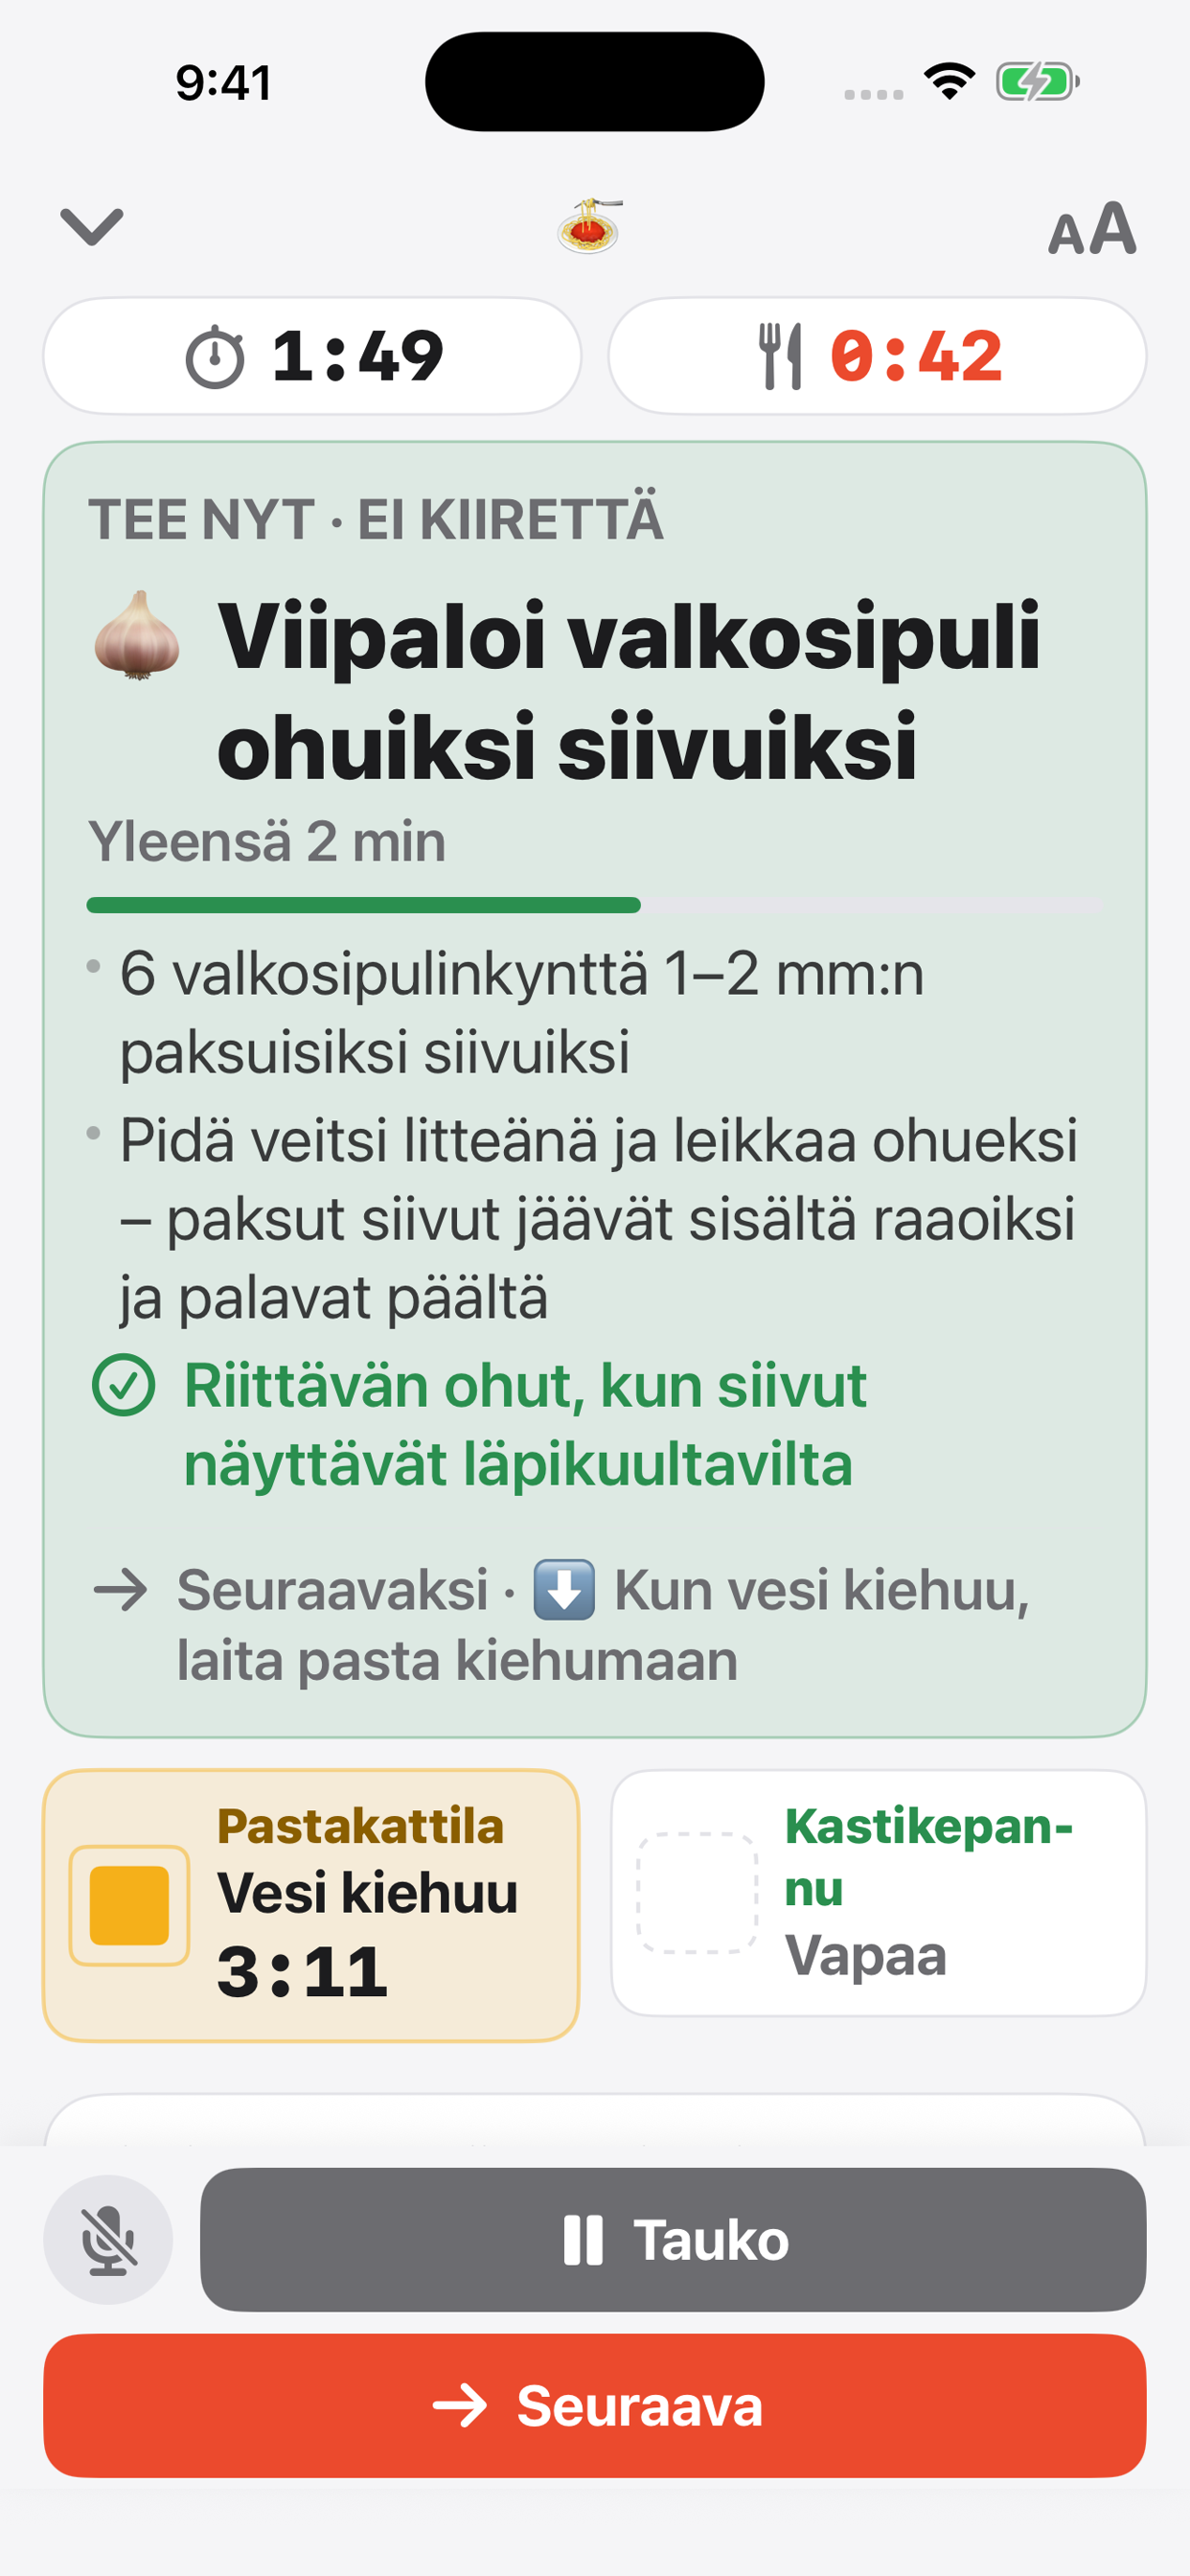 9:41
AA
1:49
0:42
TEE NYT · EI KIIRETTÄ
Viipaloi valkosipuli
ohuiksi siivuiksi
Yleensä 2 min
• 6 valkosipulinkynttä 1–2 mm:n
paksuisiksi siivuiksi
• Pidä veitsi litteänä ja leikkaa ohueksi
– paksut siivut jäävät sisältä raaoiksi
ja palavat päältä
Riittävän ohut, kun siivut
näyttävät läpikuultavilta
→ Seuraavaksi · ⬇️ Kun vesi kiehuu,
laita pasta kiehumaan
Pastakattila
Vesi kiehuu
3:11
Kastikepan-
nu
Vapaa
Tauko
→ Seuraava